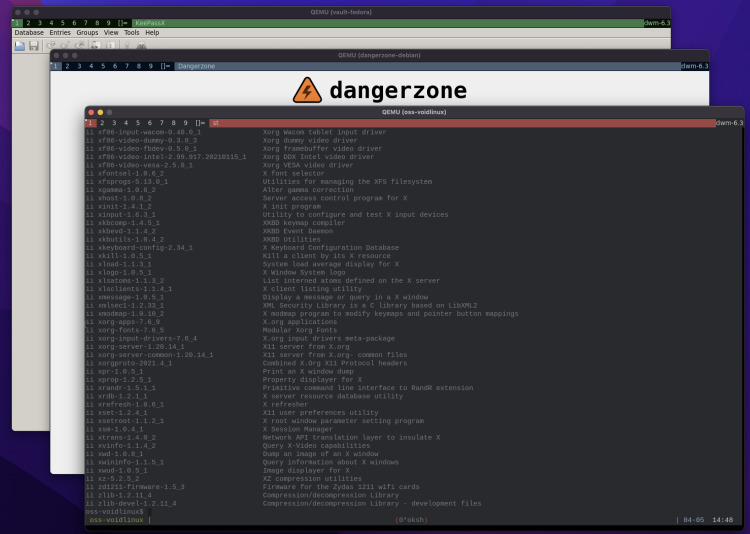 QEMU (vault-fedora)
1 2 3 4 5 6 7 8 9 []= KeePassX dwm-6.3
Database Entries Groups View Tools Help
QEMU (dangerzone-debian)
1 2 3 4 5 6 7 8 9 []= Dangerzone dwm-6.3
dangerzone
QEMU (oss-voidlinux)
1 2 3 4 5 6 7 8 9 []= st dwm-6.3
ii xf86-input-wacom-0.40.0_1 Xorg Wacom tablet input driver
ii xf86-video-dummy-0.3.8_3 Xorg dummy video driver
ii xf86-video-fbdev-0.5.0_1 Xorg framebuffer video driver
ii xf86-video-intel-2.99.917.20210115_1 Xorg DDX Intel video driver
ii xf86-video-vesa-2.5.0_1 Xorg VESA video driver
ii xfontsel-1.0.6_2 X font selector
ii xfsprogs-5.13.0_1 Utilities for managing the XFS filesystem
ii xgamma-1.0.6_2 Alter gamma correction
ii xhost-1.0.8_2 Server access control program for X
ii xinit-1.4.1_2 X init program
ii xinput-1.6.3_1 Utility to configure and test X input devices
ii xkbcomp-1.4.5_1 XKBD keymap compiler
ii xkbevd-1.1.4_2 XKBD Event Daemon
ii xkbutils-1.0.4_2 XKBD Utilities
ii xkeyboard-config-2.34_1 X Keyboard Configuration Database
ii xkill-1.0.5_1 Kill a client by its X resource
ii xload-1.1.3_1 System load average display for X
ii xlogo-1.0.5_1 X Window System logo
ii xlsatoms-1.1.3_2 List interned atoms defined on the X server
ii xlsclients-1.1.4_1 X client listing utility
ii xmessage-1.0.5_1 Display a message or query in a X window
ii xmlsec1-1.2.33_1 XML Security Library is a C library based on LibXML2
ii xmodmap-1.0.10_2 X modmap program to modify keymaps and pointer button mappings
ii xorg-apps-7.6_9 X.org applications
ii xorg-fonts-7.6_5 Modular Xorg Fonts
ii xorg-input-drivers-7.6_4 X.org input drivers meta-package
ii xorg-server-1.20.14_1 X11 server from X.org
ii xorg-server-common-1.20.14_1 X11 server from X.org- common files
ii xorgproto-2021.4_1 Combined X.Org X11 Protocol headers
ii xpr-1.0.5_1 Print an X window dump
ii xprop-1.2.5_1 Property displayer for X
ii xrandr-1.5.1_1 Primitive command line interface to RandR extension
ii xrdb-1.2.1_1 X server resource database utility
ii xrefresh-1.0.6_1 X refresher
ii xset-1.2.4_1 X11 user preferences utility
ii xsetroot-1.1.2_1 X root window parameter setting program
ii xsm-1.0.4_1 X Session Manager
ii xtrans-1.4.0_2 Network API translation layer to insulate X
ii xvinfo-1.1.4_2 Query X-Video capabilities
ii xwd-1.0.8_1 Dump an image of an X window
ii xwininfo-1.1.5_1 Query information about X windows
ii xwud-1.0.5_1 Image displayer for X
ii xz-5.2.5_2 XZ compression utilities
ii zd1211-firmware-1.5_3 Firmware for the Zydas 1211 wifi cards
ii zlib-1.2.11_4 Compression/decompression Library
ii zlib-devel-1.2.11_4 Compression/decompression Library - development files
oss-voidlinux$
oss-voidlinux | (0*oksh) | 04-05 14:48